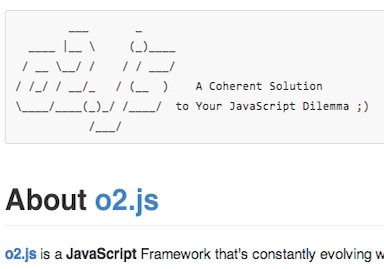 A Coherent Solution
to Your JavaScript Dilemma ;)
About o2.js
o2.js is a JavaScript Framework that's constantly evolving